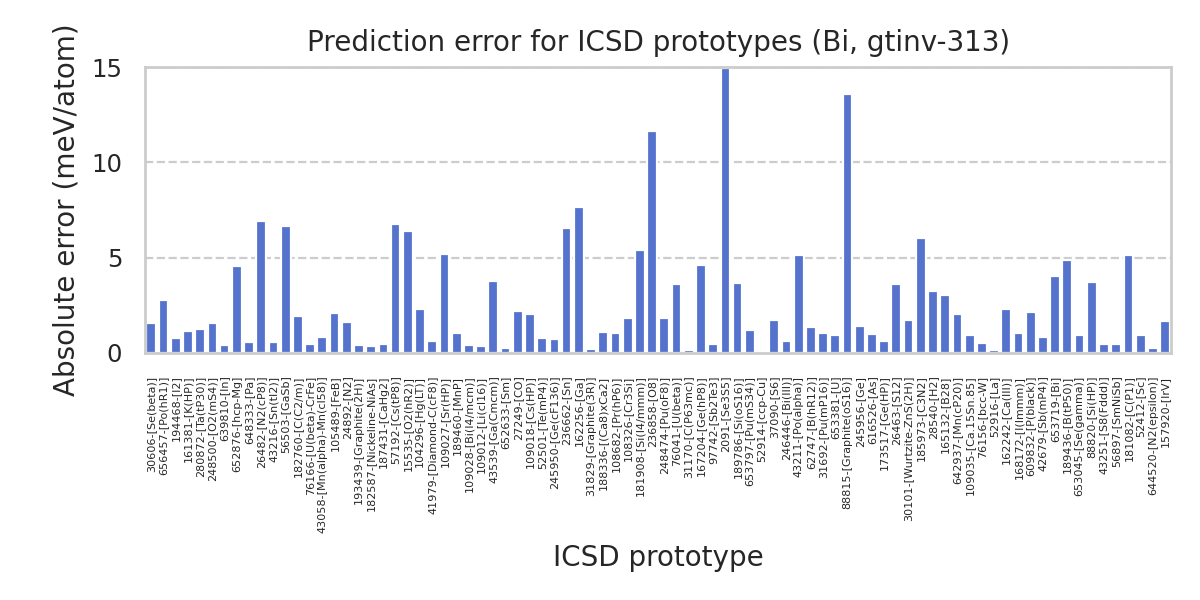 Prediction error for ICSD prototypes (Bi, gtinv-313)
Absolute error (meV/atom)
15
10
5
0
30606-[Se(beta)]
656457-[Po(hR1)]
194468-[I2]
161381-[K(HP)]
280872-[Ta(tP30)]
248500-[O2(mS4)]
639810-[In]
652876-[hcp-Mg]
648333-[Pa]
26482-[N2(cP8)]
43216-[Sn(tI2)]
56503-[GaSb]
182760-[C(C2/m)]
76166-[U(beta)-CrFe]
43058-[Mn(alpha)-Mn(cI58)]
105489-[FeB]
24892-[N2]
193439-[Graphite(2H)]
182587-[Nickeline-NiAs]
187431-[CaHg2]
57192-[Cs(tP8)]
15535-[O2(hR2)]
104296-[Hg(LT)]
41979-[Diamond-C(cF8)]
109027-[Sr(HP)]
189460-[MnP]
109028-[Bi(I4/mcm)]
109012-[Li(cI16)]
43539-[Ga(Cmcm)]
652633-[Sm]
27249-[CO]
109018-[Cs(HP)]
52501-[Te(mP4)]
245950-[Ge(cF136)]
236662-[Sn]
162256-[Ga]
31829-[Graphite(3R)]
188336-[(Ca8)xCa2]
108682-[Pr(hP6)]
108326-[Cr3Si]
181908-[Si(I4/mmm)]
236858-[O8]
248474-[Pu(oF8)]
76041-[U(beta)]
31170-[C(P63mc)]
167204-[Ge(hP8)]
97742-[Sb2Te3]
2091-[Se3S5]
189786-[Si(oS16)]
653797-[Pu(mS34)]
52914-[ccp-Cu]
37090-[S6]
246446-[Bi(III)]
43211-[Po(alpha)]
62747-[B(hR12)]
31692-[Pu(mP16)]
653381-[U]
88815-[Graphite(oS16)]
245956-[Ge]
616526-[As]
173517-[Ge(HP)]
26463-[S12]
30101-[Wurtzite-ZnS(2H)]
185973-[C3N2]
28540-[H2]
165132-[B28]
642937-[Mn(cP20)]
109035-[Ca.15Sn.85]
76156-[bcc-W]
52916-[La]
162242-[Ca(III)]
168172-[I(Immm)]
609832-[P(black)]
42679-[Sb(mP4)]
653719-[Bi]
189436-[B(tP50)]
653045-[Se(gamma)]
88820-[Si(HP)]
43251-[S8(Fddd)]
56897-[SmNiSb]
181082-[C(P1)]
52412-[Sc]
644520-[N2(epsilon)]
157920-[IrV]
ICSD prototype